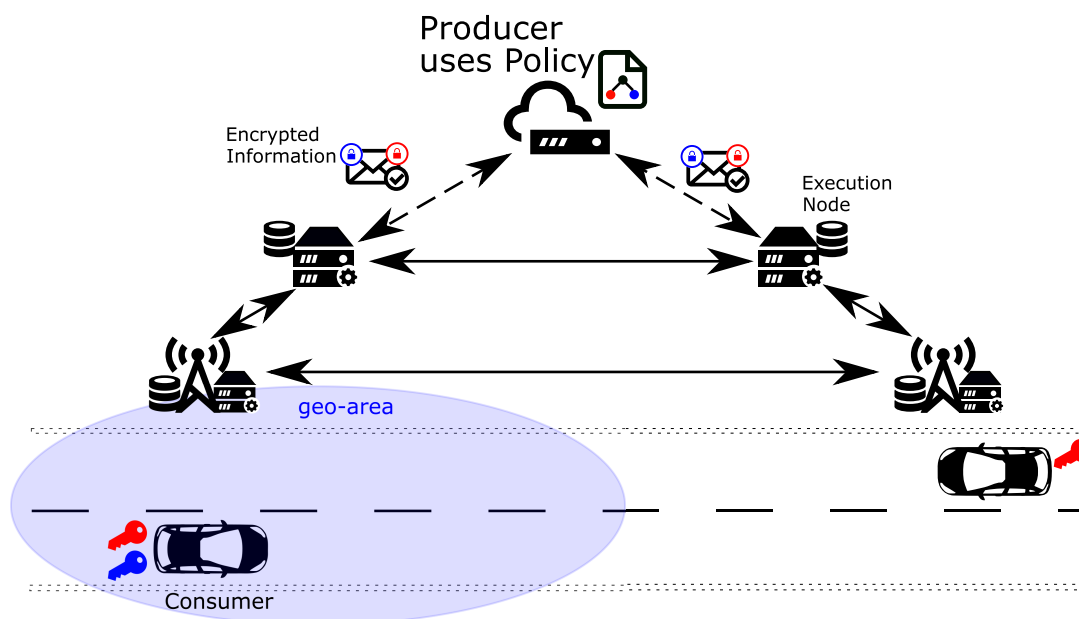 Producer
uses Policy
Encrypted
Information
Execution
Node
geo-area
Consumer